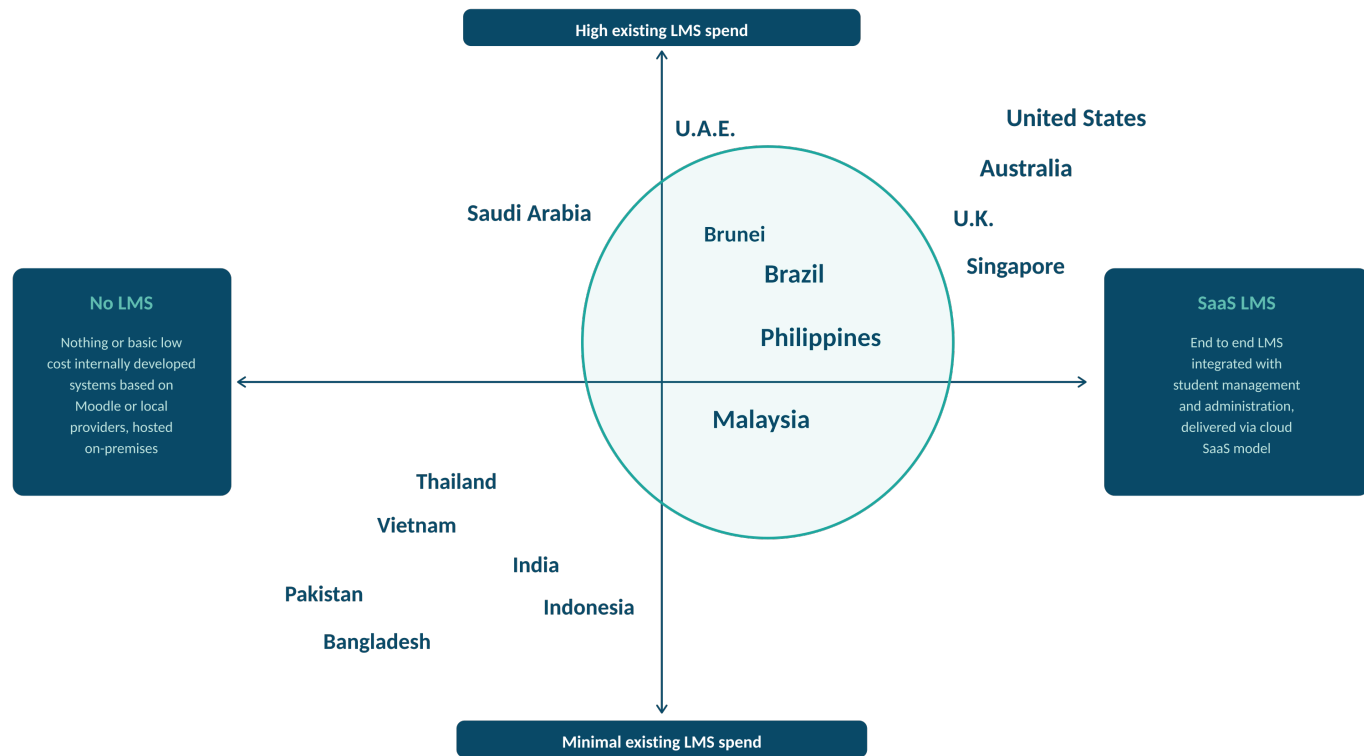 High existing LMS spend
United States
U.A.E.
Australia
Saudi Arabia
U.K.
Brunei
Singapore
Brazil
No LMS
Nothing or basic low
cost internally developed
systems based on
Moodle or local
providers, hosted
on-premises
Philippines
SaaS LMS
End to end LMS
integrated with
student management
and administration,
delivered via cloud
SaaS model
Malaysia
Thailand
Vietnam
India
Pakistan
Indonesia
Bangladesh
Minimal existing LMS spend